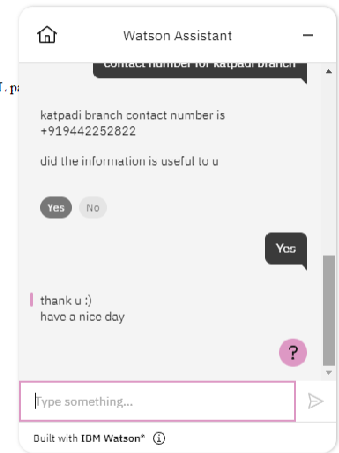 Watson Assistant
contact number for katpadi branch
katpadi branch contact number is
+919442252822
did the information is useful to u
Yes
No
Yes
thank u :)
have a nice day
?
Type something...
Built with IBM Watson®